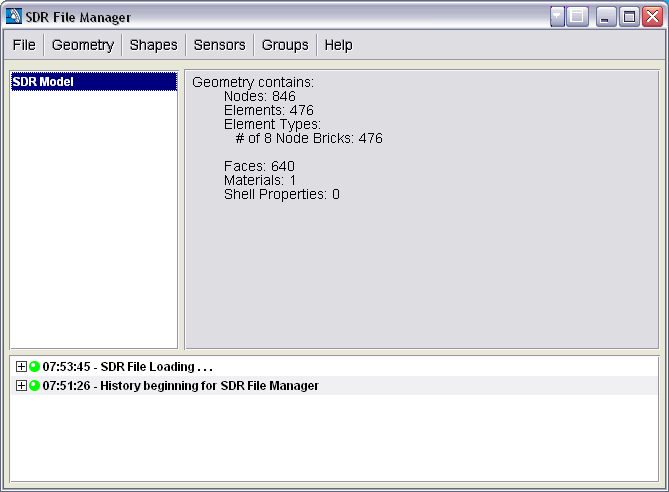 SDR File Manager
File Geometry Shapes Sensors Groups Help
SDR Model
Geometry contains:
Nodes: 846
Elements: 476
Element Types:
# of 8 Node Bricks: 476
Faces: 640
Materials: 1
Shell Properties: 0
07:53:45 - SDR File Loading . . .
07:51:26 - History beginning for SDR File Manager